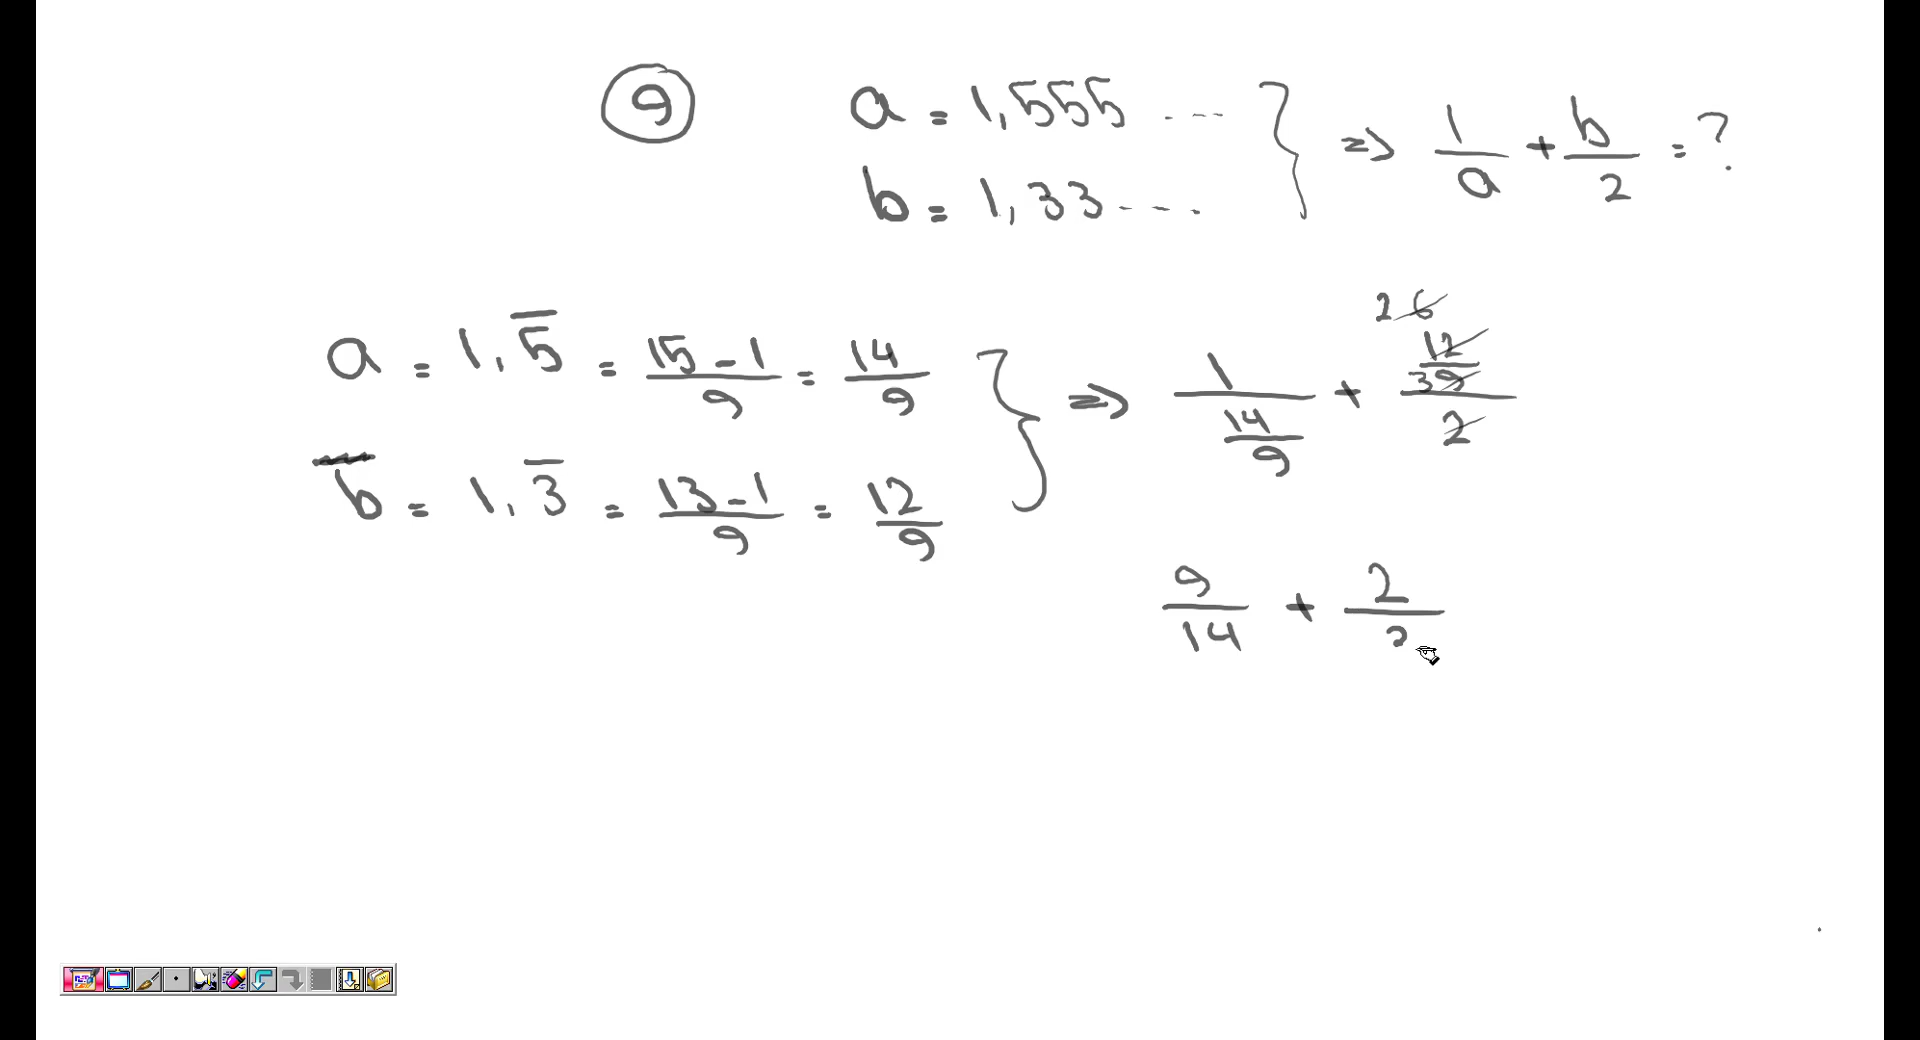 9 a = 1,555 .... } => 1/a + b/2 = ?
b = 1,33 ....
a = 1,5̅ = 15-1/9 = 14/9 } => 1/(14/9) + (12/9)/2
2 6
3
b = 1,3̅ = 13-1/9 = 12/9
9/14 + 2/